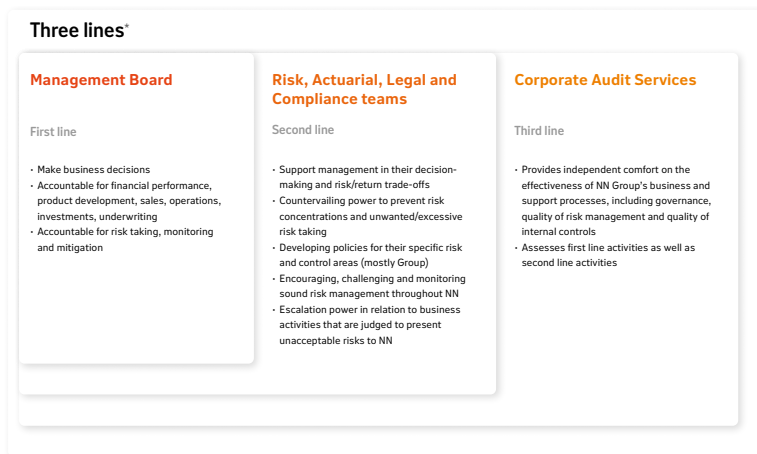 Three lines*
Management Board
First line
· Make business decisions
· Accountable for financial performance,
product development, sales, operations,
investments, underwriting
· Accountable for risk taking, monitoring
and mitigation
Risk, Actuarial, Legal and
Compliance teams
Second line
· Support management in their decision-
making and risk/return trade-offs
· Countervailing power to prevent risk
concentrations and unwanted/excessive
risk taking
· Developing policies for their specific risk
and control areas (mostly Group)
· Encouraging, challenging and monitoring
sound risk management throughout NN
· Escalation power in relation to business
activities that are judged to present
unacceptable risks to NN
Corporate Audit Services
Third line
· Provides independent comfort on the
effectiveness of NN Group's business and
support processes, including governance,
quality of risk management and quality of
internal controls
· Assesses first line activities as well as
second line activities